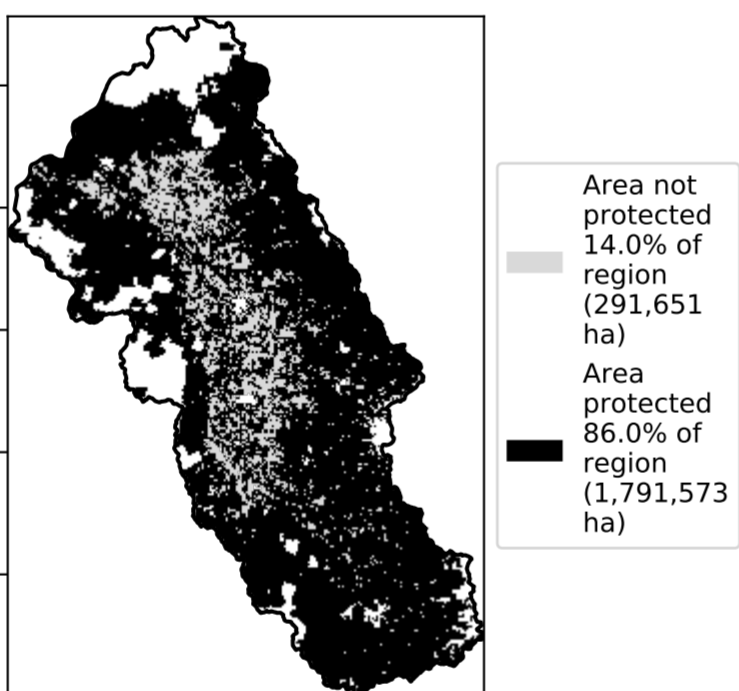 Area not
protected
14.0% of
region
(291,651
ha)
Area
protected
86.0% of
region
(1,791,573
ha)